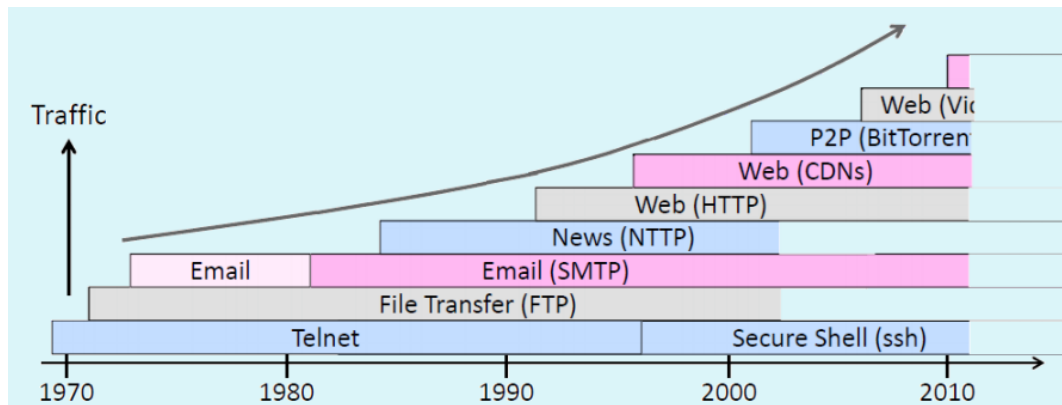 Web (Vic
Traffic
P2P (BitTorren
Web (CDNs)
Web (HTTP)
News (NTTP)
Email
Email (SMTP)
File Transfer (FTP)
Telnet
Secure Shell (ssh)
1970
1980
1990
2000
2010